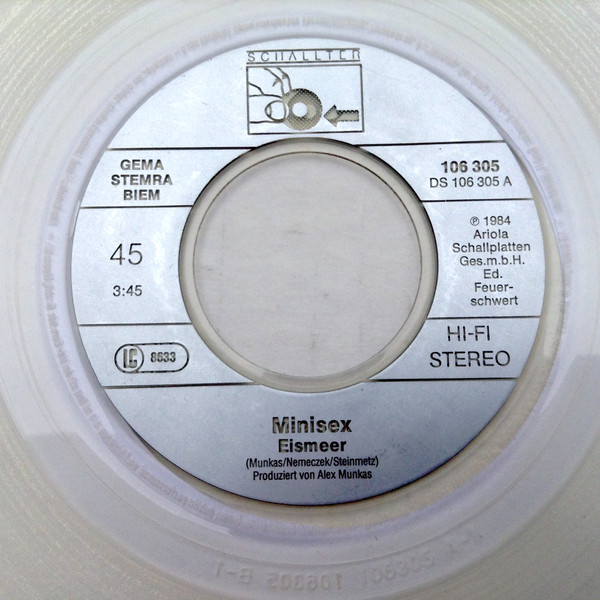 SCHALLTER
GEMA
STEMRA
BIEM
106 305
DS 106 305 A
45
3:45
℗ 1984
Ariola
Schallplatten
Ges.m.b.H.
Ed.
Feuer-
schwert
LC 8633
HI-FI
STEREO
Minisex
Eismeer
(Munkas/Nemeczek/Steinmetz)
Produziert von Alex Munkas
106305 B-1